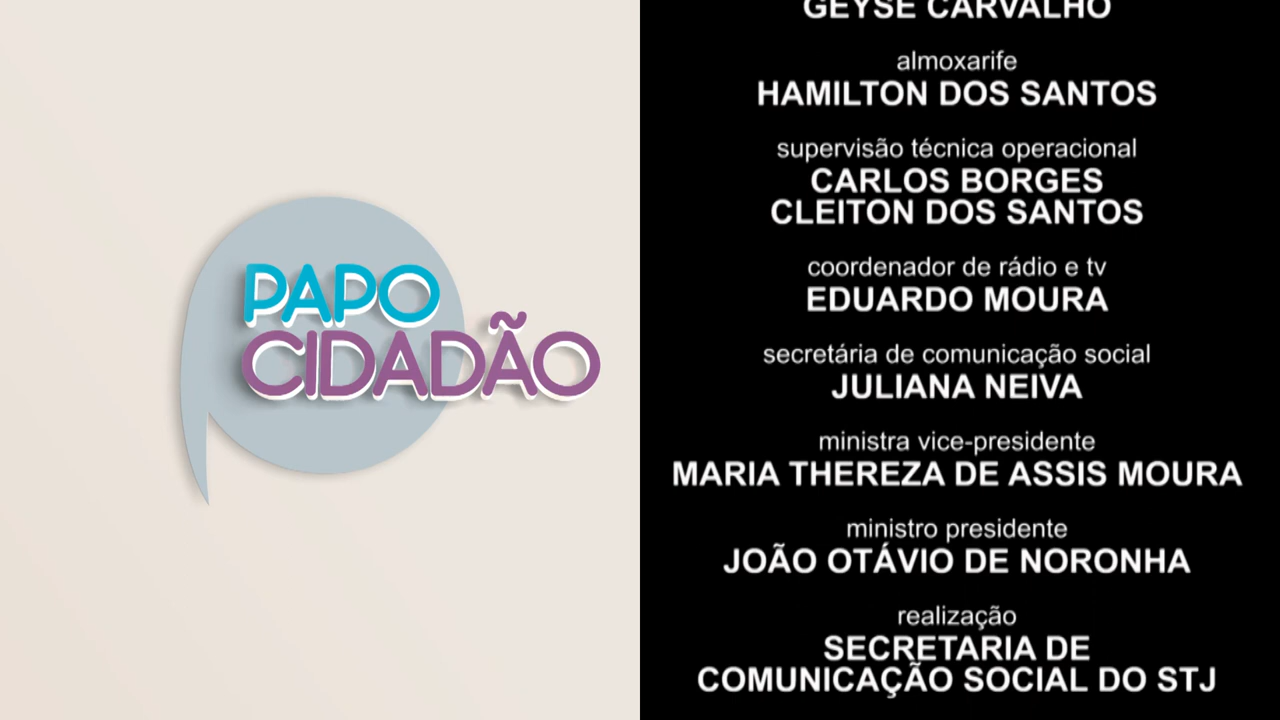 PAPO
CIDADÃO
GEYSE CARVALHO
almoxarife
HAMILTON DOS SANTOS
supervisão técnica operacional
CARLOS BORGES
CLEITON DOS SANTOS
coordenador de rádio e tv
EDUARDO MOURA
secretária de comunicação social
JULIANA NEIVA
ministra vice-presidente
MARIA THEREZA DE ASSIS MOURA
ministro presidente
JOÃO OTÁVIO DE NORONHA
realização
SECRETARIA DE
COMUNICAÇÃO SOCIAL DO STJ